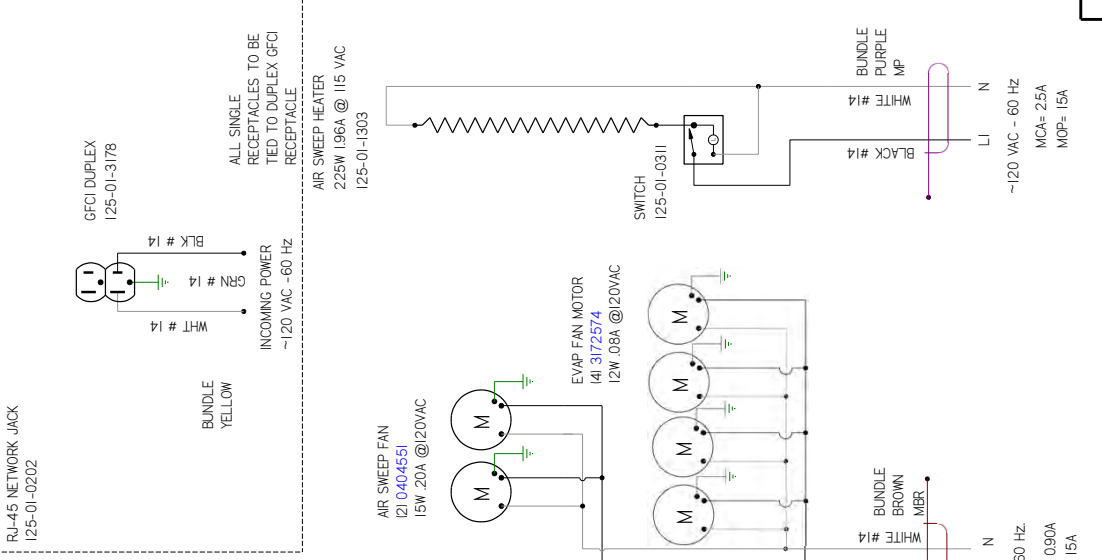 RJ-45 NETWORK JACK
125-01-0202
BUNDLE
YELLOW
GFCI DUPLEX
125-01-3178
WHT # 14
GRN # 14
BLK # 14
INCOMING POWER
~120 VAC -60 Hz
ALL SINGLE
RECEPTACLES TO BE
TIED TO DUPLEX GFCI
RECEPTACLE
AIR SWEEP HEATER
225W 1.96A @ 115 VAC
125-01-1303
SWITCH
125-01-0311
BUNDLE
PURPLE
MP
WHITE #14
BLACK #14
N
L1
~120 VAC - 60 Hz
MCA= 2.5A
MOP= 15A
AIR SWEEP FAN
(2) 0404551
15W .20A @120VAC
M
M
EVAP FAN MOTOR
(4) 3172574
12W .08A @120VAC
M
M
M
M
BUNDLE
BROWN
MBR
WHITE #14
N
60 Hz.
0.90A
15A